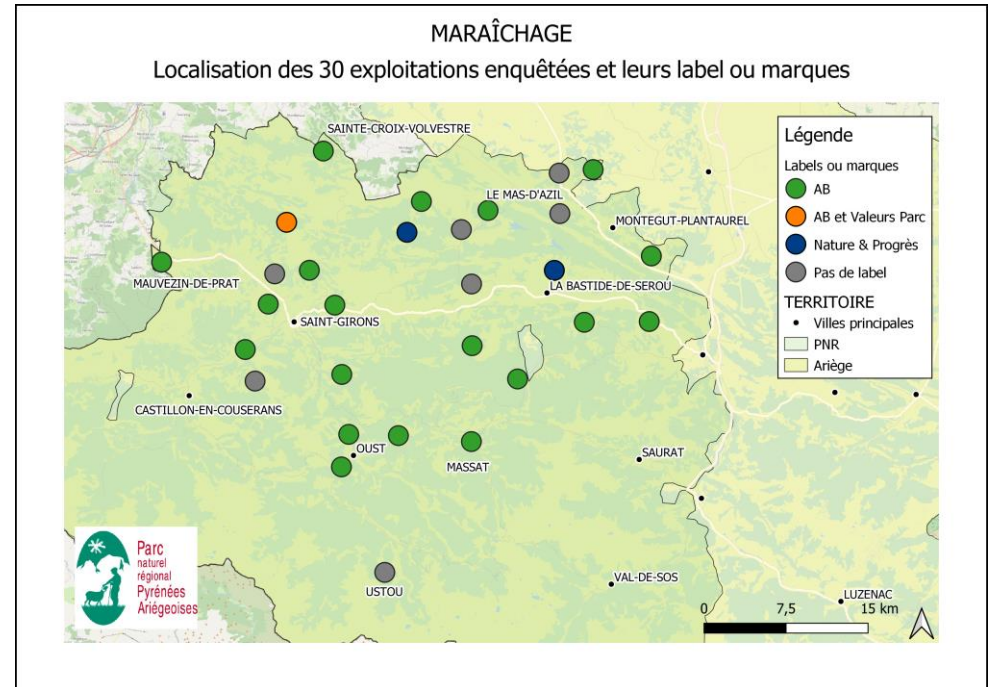 MARAÎCHAGE
Localisation des 30 exploitations enquêtées et leurs label ou marques
SAINTE-CROIX-VOLVESTRE
LE MAS-D'AZIL
MONTEGUT-PLANTAUREL
MAUVEZIN-DE-PRAT
LA BASTIDE-DE-SEROU
SAINT-GIRONS
CASTILLON-EN-COUSERANS
OUST
MASSAT
SAURAT
USTOU
VAL-DE-SOS
LUZENAC
Légende
Labels ou marques
AB
AB et Valeurs Parc
Nature & Progrès
Pas de label
TERRITOIRE
Villes principales
PNR
Ariège
Parc
naturel
régional
Pyrénées
Ariégeoises
0 7,5 15 km